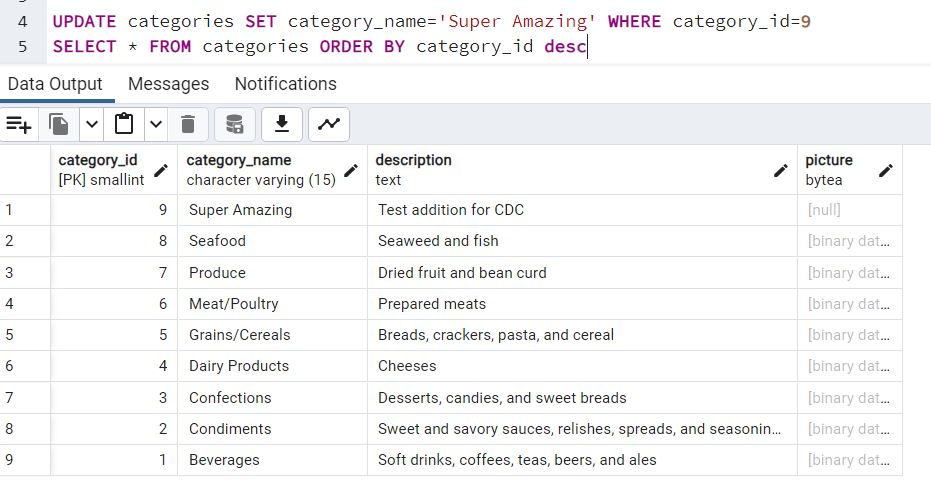 4 UPDATE categories SET category_name='Super Amazing' WHERE category_id=9
5 SELECT * FROM categories ORDER BY category_id desc
Data Output Messages Notifications
category_id category_name description picture
[PK] smallint character varying (15) text bytea
1 9 Super Amazing Test addition for CDC [null]
2 8 Seafood Seaweed and fish [binary dat...
3 7 Produce Dried fruit and bean curd [binary dat...
4 6 Meat/Poultry Prepared meats [binary dat...
5 5 Grains/Cereals Breads, crackers, pasta, and cereal [binary dat...
6 4 Dairy Products Cheeses [binary dat...
7 3 Confections Desserts, candies, and sweet breads [binary dat...
8 2 Condiments Sweet and savory sauces, relishes, spreads, and seasonin... [binary dat...
9 1 Beverages Soft drinks, coffees, teas, beers, and ales [binary dat...